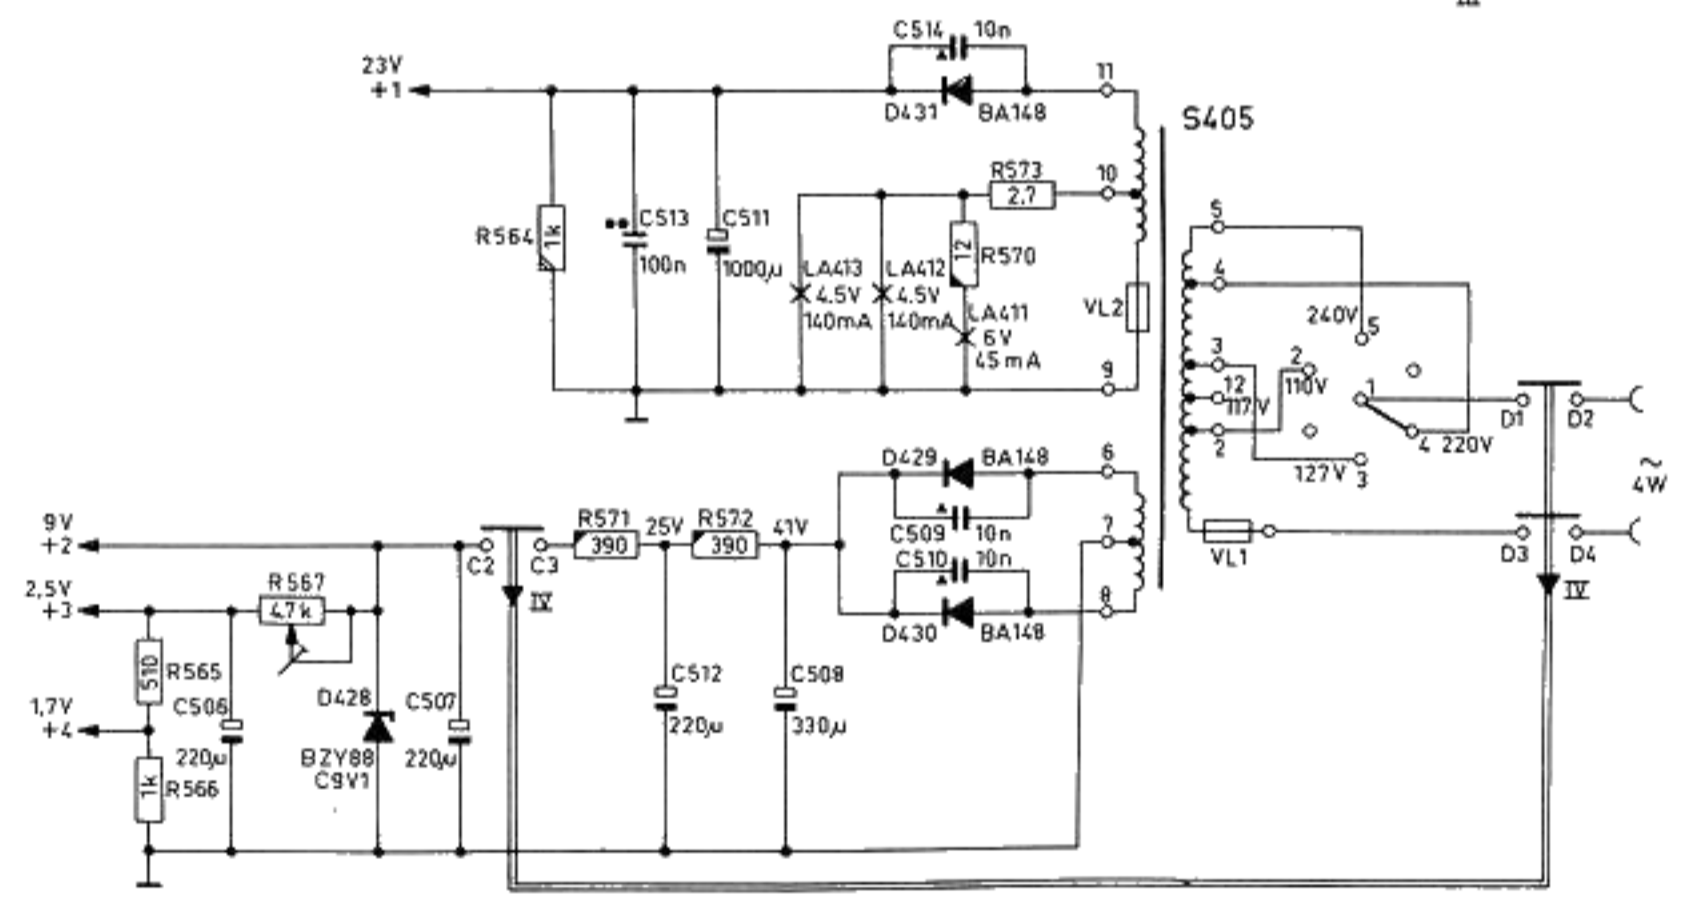 III
C514 10n
23V
+1
11
D431 BA148
S405
R573
10
2.7
5
R564
1k
C513
100n
C511
1000µ
12
R570
LA413
4.5V
140mA
LA412
4.5V
140mA
LA411
6V
45mA
VL2
4
240V
5
3
2
110V
12
117V
1
9
D1
D2
2
4 220V
127V
3
~
4W
D429 BA148
6
C509 10n
C510 10n
7
8
D430 BA148
VL1
D3
D4
IV
9V
+2
R571
390
25V
R572
390
41V
C2
C3
IV
2,5V
+3
R567
4,7k
510
R565
1,7V
+4
C506
220µ
D428
BZY88
C9V1
C507
220µ
C512
220µ
C508
330µ
1k
R566